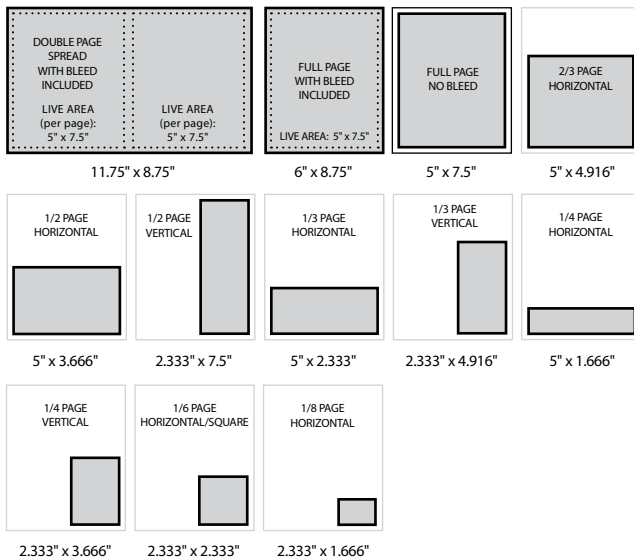 DOUBLE PAGE
SPREAD
WITH BLEED
INCLUDED
LIVE AREA
(per page):
5" x 7.5"
LIVE AREA
(per page):
5" x 7.5"
11.75" x 8.75"
FULL PAGE
WITH BLEED
INCLUDED
LIVE AREA: 5" x 7.5"
6" x 8.75"
FULL PAGE
NO BLEED
5" x 7.5"
2/3 PAGE
HORIZONTAL
5" x 4.916"
1/2 PAGE
HORIZONTAL
5" x 3.666"
1/2 PAGE
VERTICAL
2.333" x 7.5"
1/3 PAGE
HORIZONTAL
5" x 2.333"
1/3 PAGE
VERTICAL
2.333" x 4.916"
1/4 PAGE
HORIZONTAL
5" x 1.666"
1/4 PAGE
VERTICAL
2.333" x 3.666"
1/6 PAGE
HORIZONTAL/SQUARE
2.333" x 2.333"
1/8 PAGE
HORIZONTAL
2.333" x 1.666"